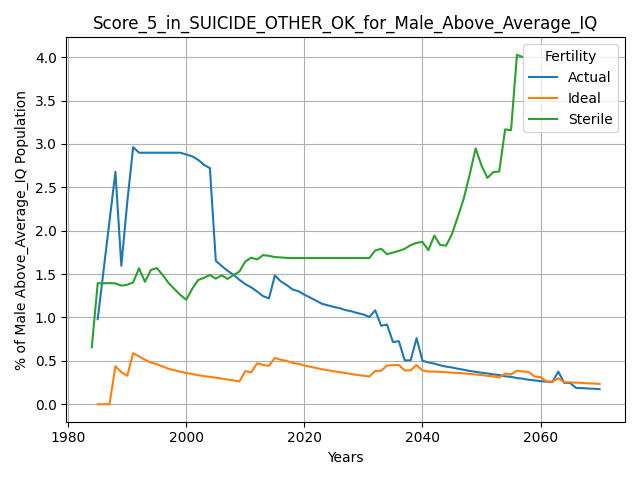 Score_5_in_SUICIDE_OTHER_OK_for_Male_Above_Average_IQ
% of Male Above_Average_IQ Population
4.0
3.5
3.0
2.5
2.0
1.5
1.0
0.5
0.0
Fertility
Actual
Ideal
Sterile
1980
2000
2020
2040
2060
Years